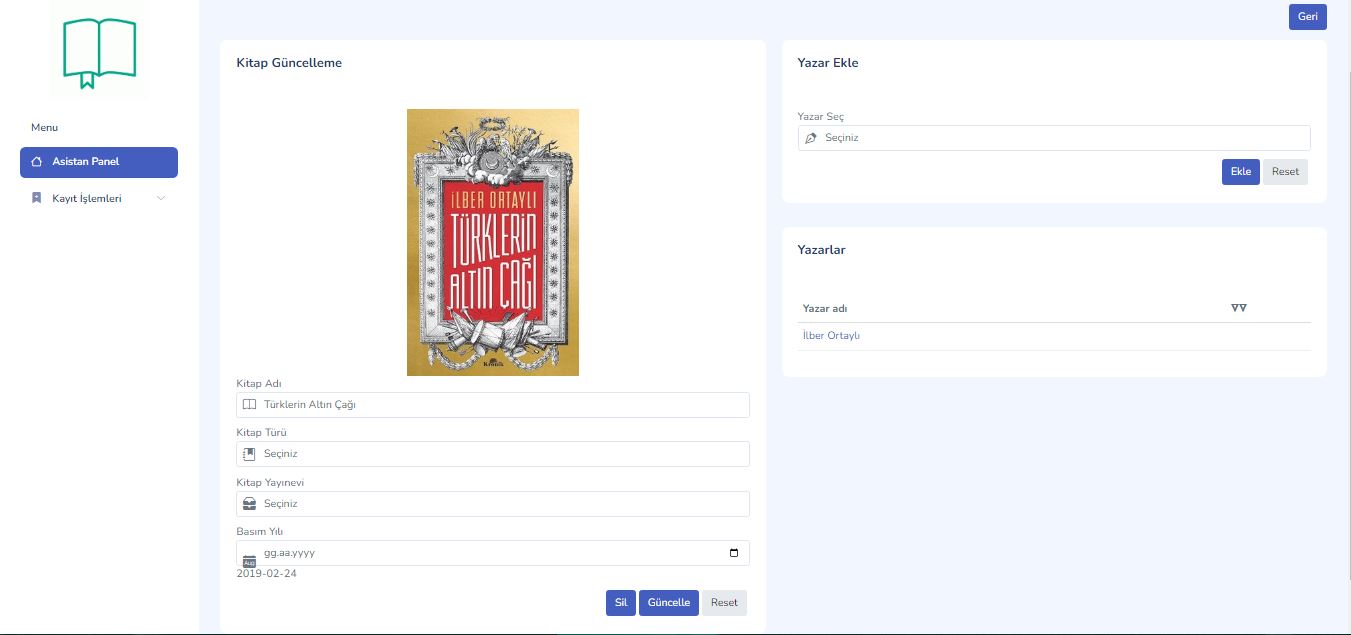 Geri
Menu
Asistan Panel
Kayıt İşlemleri
Kitap Güncelleme
İLBER ORTAYLI
TÜRKLERİN
ALTIN ÇAĞI
Kronik
Kitap Adı
Türklerin Altın Çağı
Kitap Türü
Seçiniz
Kitap Yayınevi
Seçiniz
Basım Yılı
Aug
gg.aa.yyyy
2019-02-24
Sil
Güncelle
Reset
Yazar Ekle
Yazar Seç
Seçiniz
Ekle
Reset
Yazarlar
Yazar adı
İlber Ortaylı